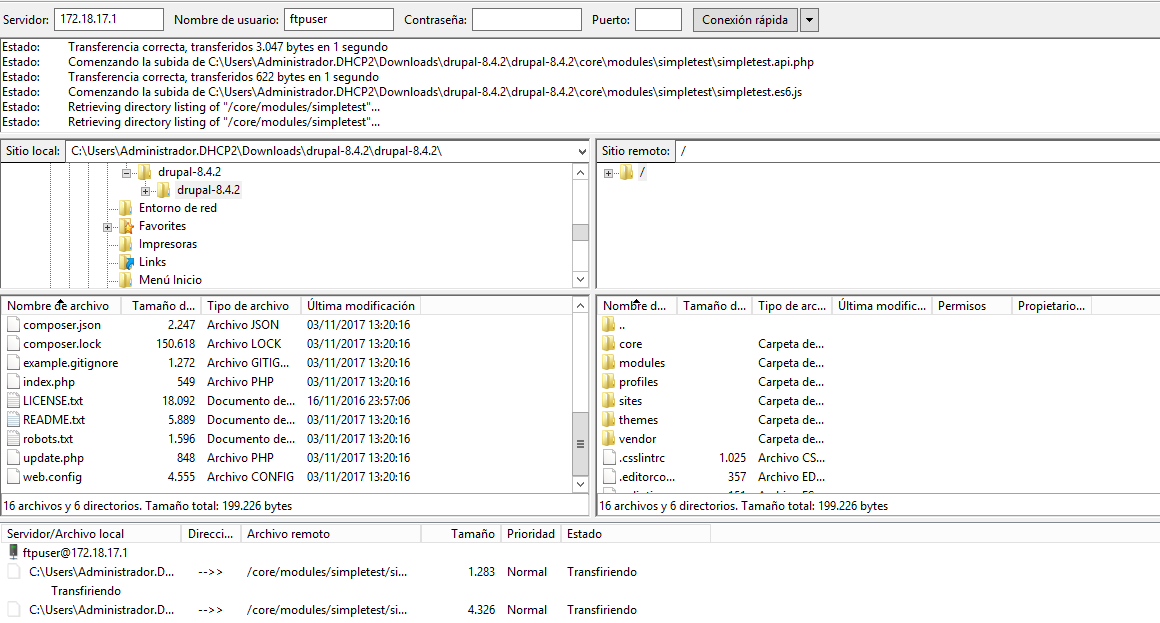 Servidor: 172.18.17.1 Nombre de usuario: ftpuser Contraseña: Puerto: Conexión rápida
Estado: Transferencia correcta, transferidos 3.047 bytes en 1 segundo
Estado: Comenzando la subida de C:\Users\Administrador.DHCP2\Downloads\drupal-8.4.2\drupal-8.4.2\core\modules\simpletest\simpletest.api.php
Estado: Transferencia correcta, transferidos 622 bytes en 1 segundo
Estado: Comenzando la subida de C:\Users\Administrador.DHCP2\Downloads\drupal-8.4.2\drupal-8.4.2\core\modules\simpletest\simpletest.es6.js
Estado: Retrieving directory listing of "/core/modules/simpletest"...
Estado: Retrieving directory listing of "/core/modules/simpletest"...
Sitio local: C:\Users\Administrador.DHCP2\Downloads\drupal-8.4.2\drupal-8.4.2\
drupal-8.4.2
drupal-8.4.2
Entorno de red
Favorites
Impresoras
Links
Menú Inicio
Sitio remoto: /
/
Nombre de archivo Tamaño d... Tipo de archivo Última modificación
composer.json 2.247 Archivo JSON 03/11/2017 13:20:16
composer.lock 150.618 Archivo LOCK 03/11/2017 13:20:16
example.gitignore 1.272 Archivo GITIG... 03/11/2017 13:20:16
index.php 549 Archivo PHP 03/11/2017 13:20:16
LICENSE.txt 18.092 Documento de... 16/11/2016 23:57:06
README.txt 5.889 Documento de... 03/11/2017 13:20:16
robots.txt 1.596 Documento de... 03/11/2017 13:20:16
update.php 848 Archivo PHP 03/11/2017 13:20:16
web.config 4.555 Archivo CONFIG 03/11/2017 13:20:16
16 archivos y 6 directorios. Tamaño total: 199.226 bytes
Nombre d... Tamaño d... Tipo de arc... Última modific... Permisos Propietario...
..
core Carpeta de...
modules Carpeta de...
profiles Carpeta de...
sites Carpeta de...
themes Carpeta de...
vendor Carpeta de...
.csslintrc 1.025 Archivo CS...
.editorco... 357 Archivo ED...
16 archivos y 6 directorios. Tamaño total: 199.226 bytes
Servidor/Archivo local Direcci... Archivo remoto Tamaño Prioridad Estado
ftpuser@172.18.17.1
C:\Users\Administrador.D... -->> /core/modules/simpletest/si... 1.283 Normal Transfiriendo
Transfiriendo
C:\Users\Administrador.D... -->> /core/modules/simpletest/si... 4.326 Normal Transfiriendo